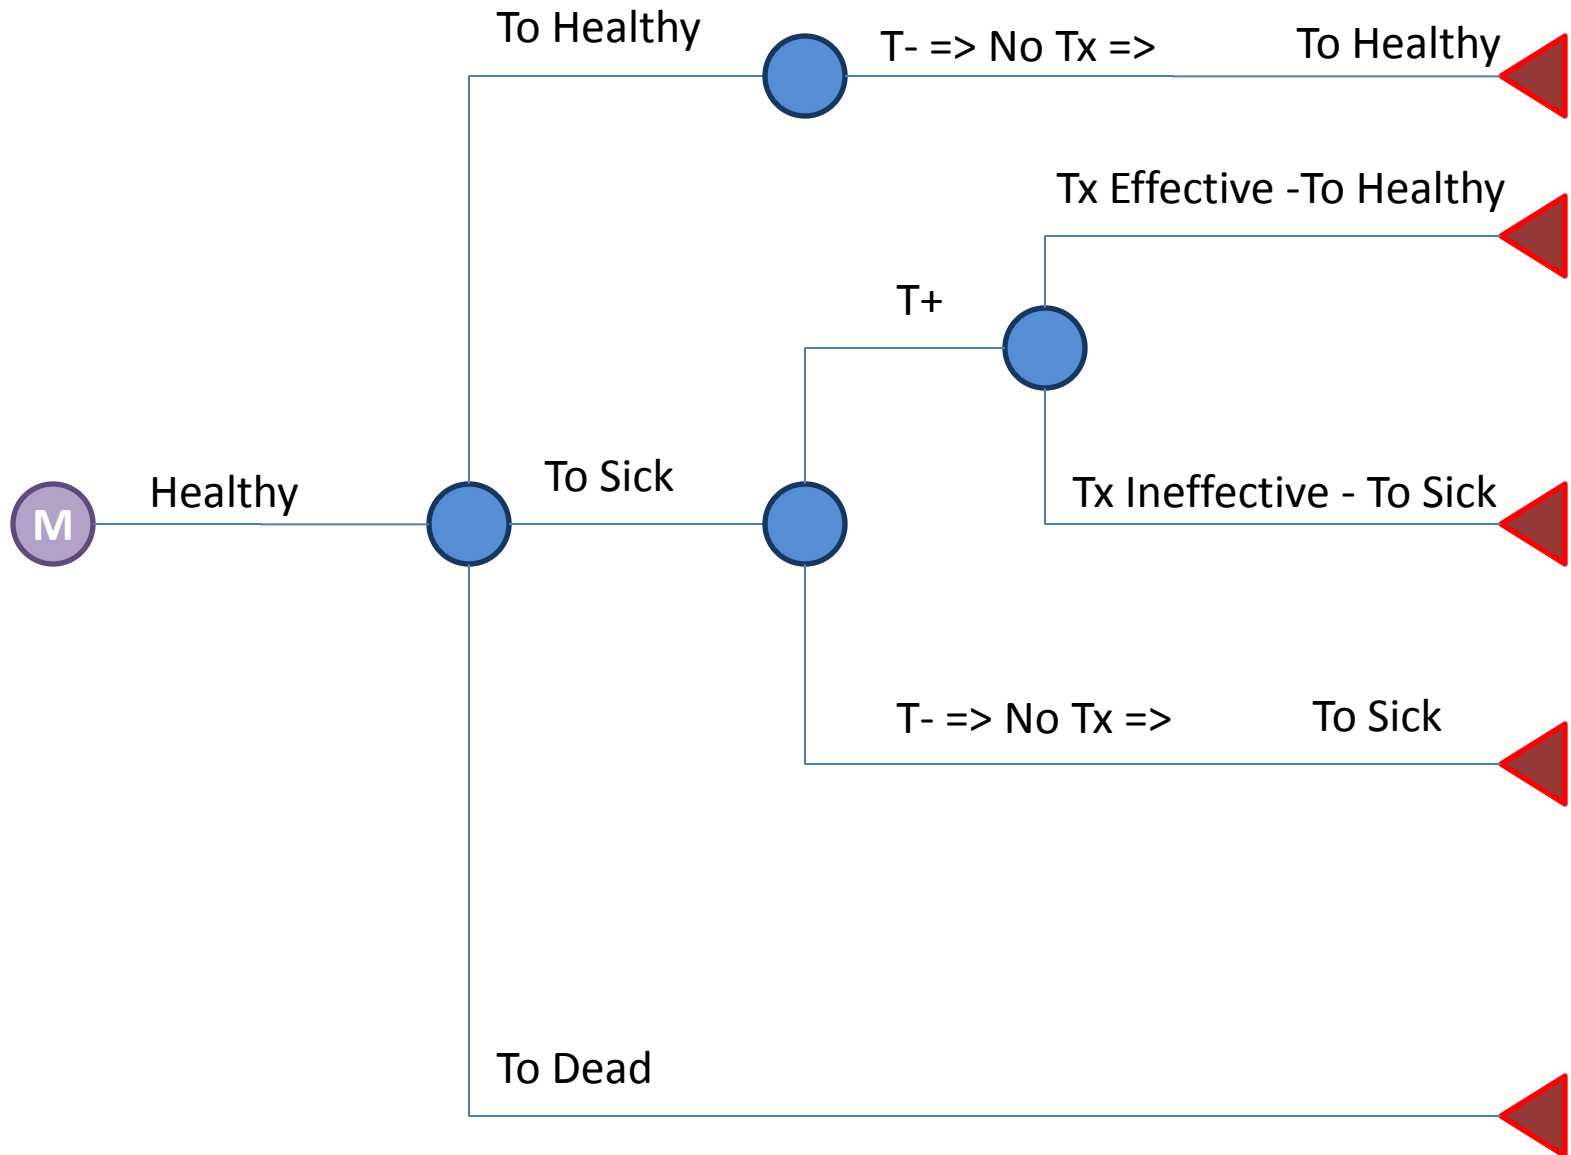 To Healthy
T- => No Tx => To Healthy
Tx Effective -To Healthy
T+
To Sick
Healthy
Tx Ineffective - To Sick
M
T- => No Tx => To Sick
To Dead